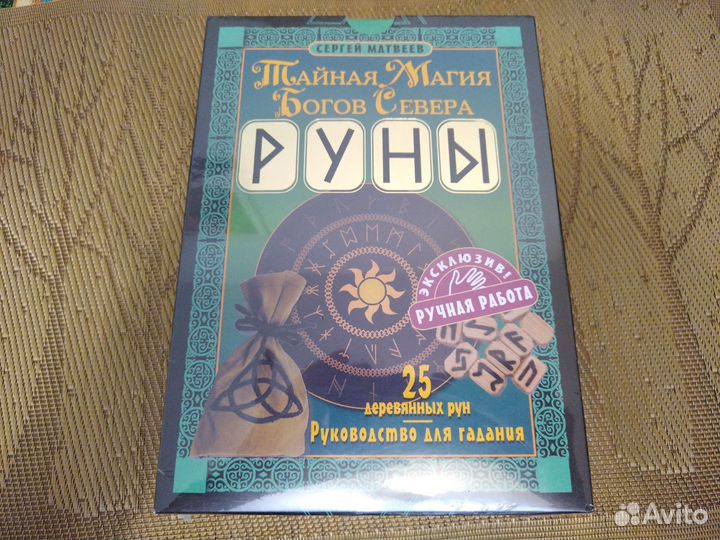 СЕРГЕЙ МАТВЕЕВ
ТАЙНАЯ МАГИЯ
БОГОВ СЕВЕРА
РУНЫ
ЭКСКЛЮЗИВ!
РУЧНАЯ РАБОТА
25
деревянных рун
Руководство для гадания
Avito